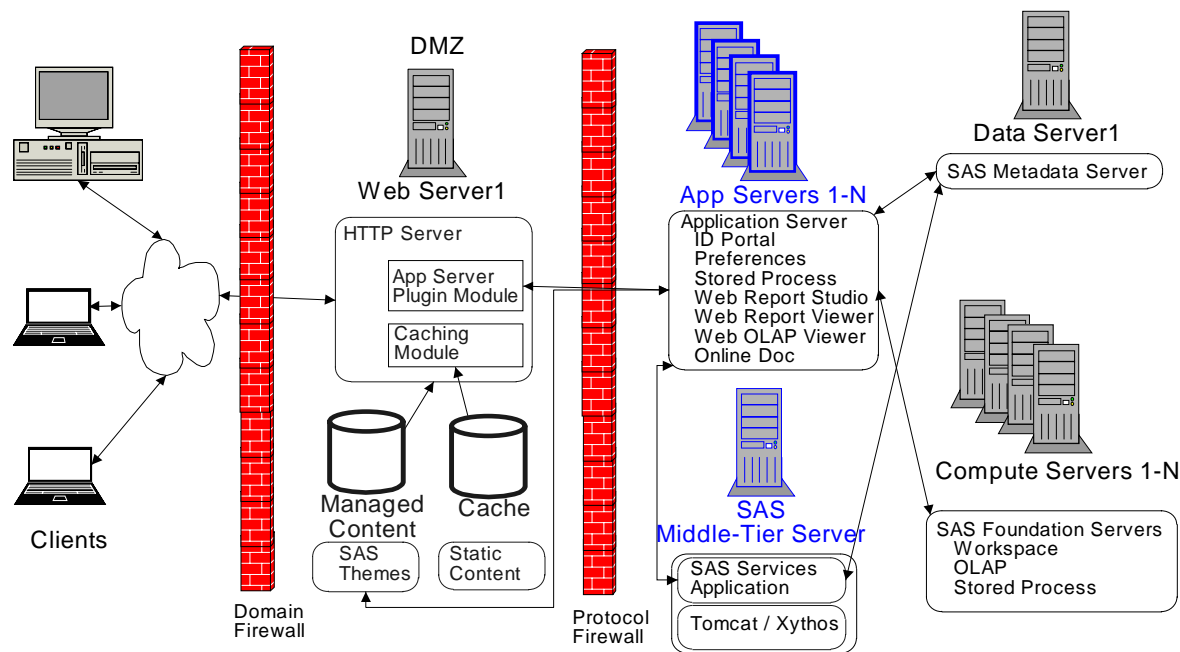 DMZ
Web Server1
HTTP Server
App Server
Plugin Module
Caching
Module
Managed
Content
Cache
SAS
Themes
Static
Content
Clients
Domain
Firewall
Protocol
Firewall
App Servers 1-N
Application Server
ID Portal
Preferences
Stored Process
Web Report Studio
Web Report Viewer
Web OLAP Viewer
Online Doc
SAS
Middle-Tier Server
SAS Services
Application
Tomcat / Xythos
Data Server1
SAS Metadata Server
Compute Servers 1-N
SAS Foundation Servers
Workspace
OLAP
Stored Process